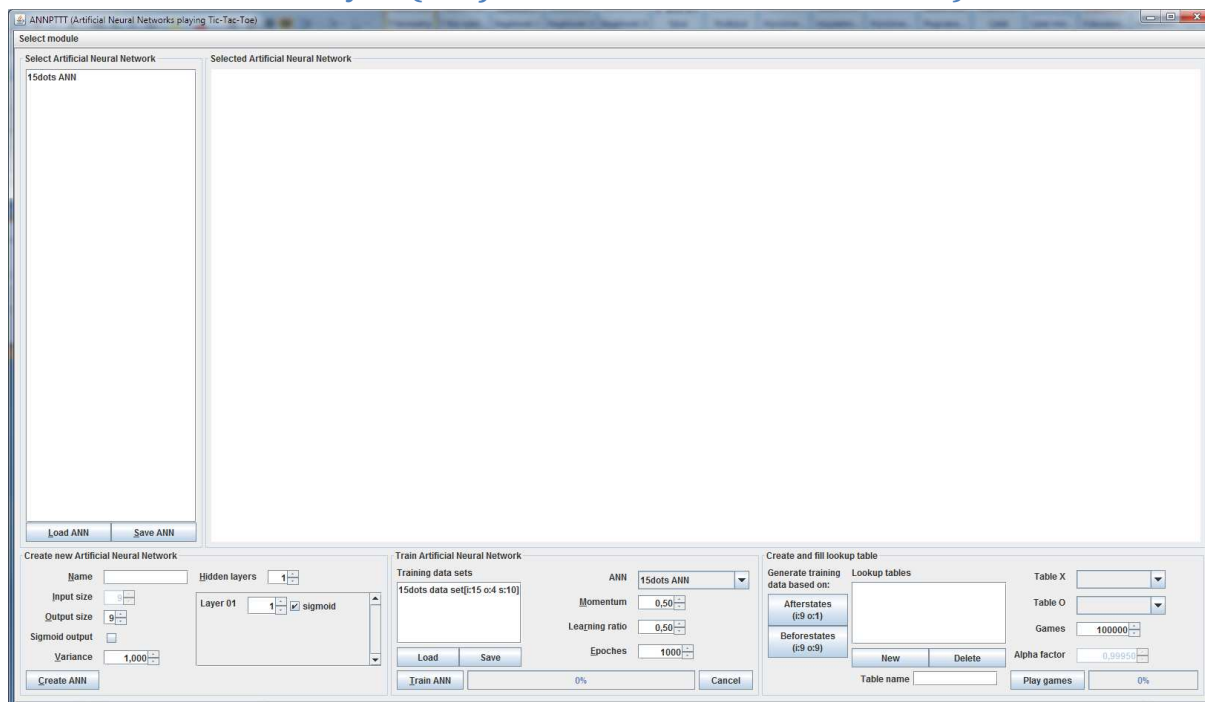 ANNPTTT (Artificial Neural Networks playing Tic-Tac-Toe)
Select module
Select Artificial Neural Network
15dots ANN
Load ANN
Save ANN
Selected Artificial Neural Network
Create new Artificial Neural Network
Name
Hidden layers 1
Input size 9
Output size 9
Sigmoid output
Variance 1,000
Layer 01 1 sigmoid
Create ANN
Train Artificial Neural Network
Training data sets
15dots data set[i:15 o:4 s:10]
Load
Save
ANN 15dots ANN
Momentum 0,50
Learning ratio 0,50
Epoches 1000
Train ANN
0%
Cancel
Create and fill lookup table
Generate training
data based on:
Afterstates
(i:9 o:1)
Beforestates
(i:9 o:9)
Lookup tables
New
Delete
Table name
Table X
Table O
Games 100000
Alpha factor 0,99950
Play games
0%